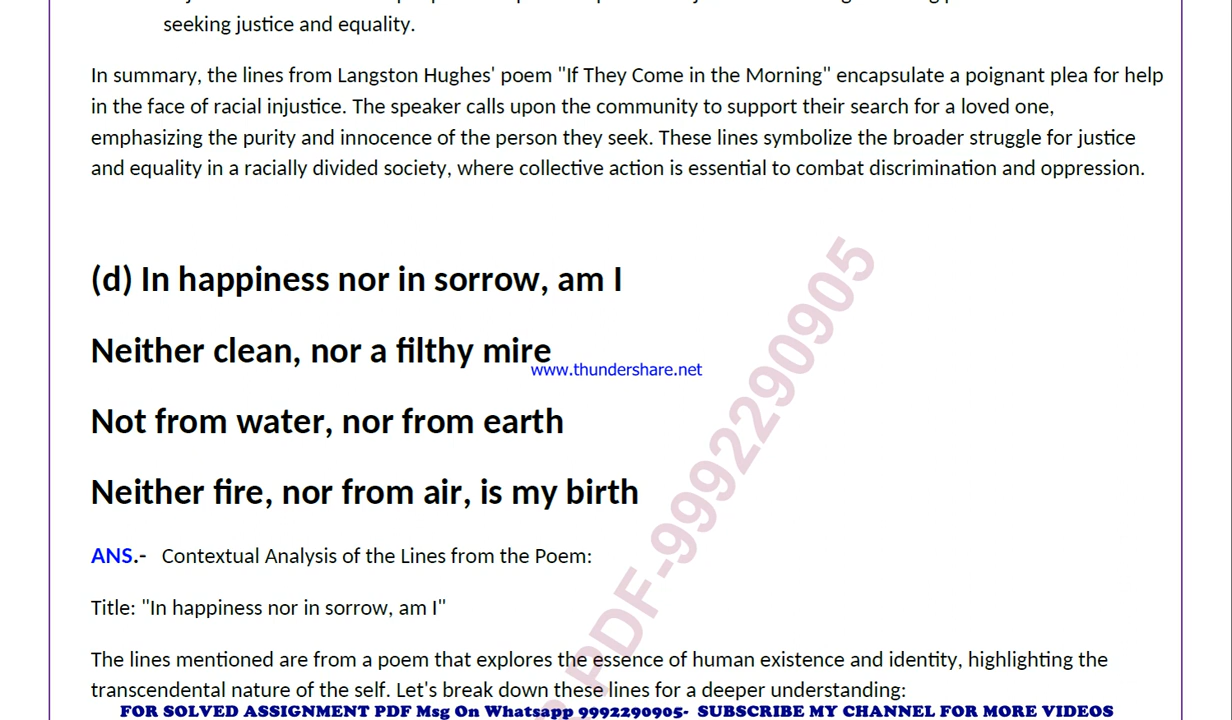 seeking justice and equality.
In summary, the lines from Langston Hughes' poem "If They Come in the Morning" encapsulate a poignant plea for help
in the face of racial injustice. The speaker calls upon the community to support their search for a loved one,
emphasizing the purity and innocence of the person they seek. These lines symbolize the broader struggle for justice
and equality in a racially divided society, where collective action is essential to combat discrimination and oppression.
(d) In happiness nor in sorrow, am I
Neither clean, nor a filthy mire
www.thundershare.net
Not from water, nor from earth
Neither fire, nor from air, is my birth
ANS.- Contextual Analysis of the Lines from the Poem:
Title: "In happiness nor in sorrow, am I"
The lines mentioned are from a poem that explores the essence of human existence and identity, highlighting the
transcendental nature of the self. Let's break down these lines for a deeper understanding:
PDF-9992290905
FOR SOLVED ASSIGNMENT PDF Msg On Whatsapp 9992290905- SUBSCRIBE MY CHANNEL FOR MORE VIDEOS